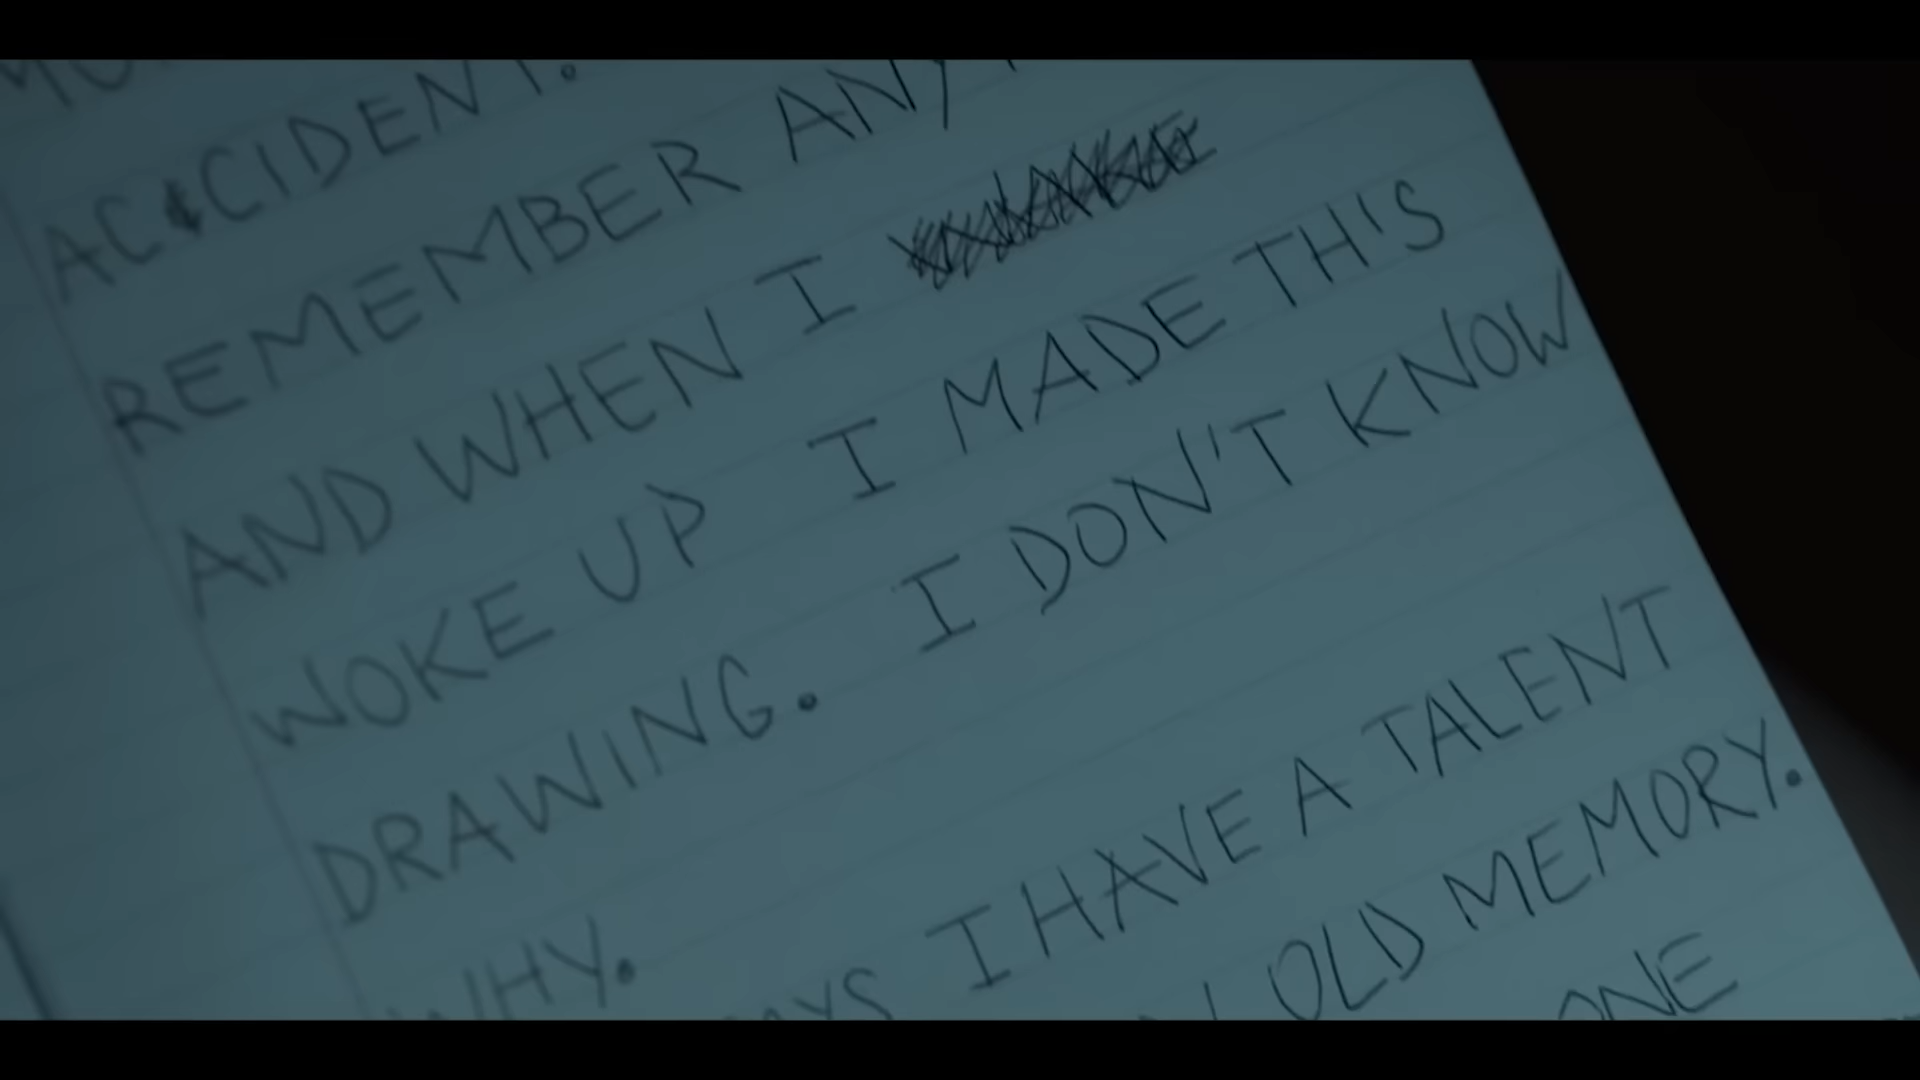 ACCIDENT.
REMEMBER
AND WHEN I
WOKE UP I MADE TH'S
DRAWING. I DON'T KNOW
WHY.
I HAVE A TALENT
OLD MEMORY.